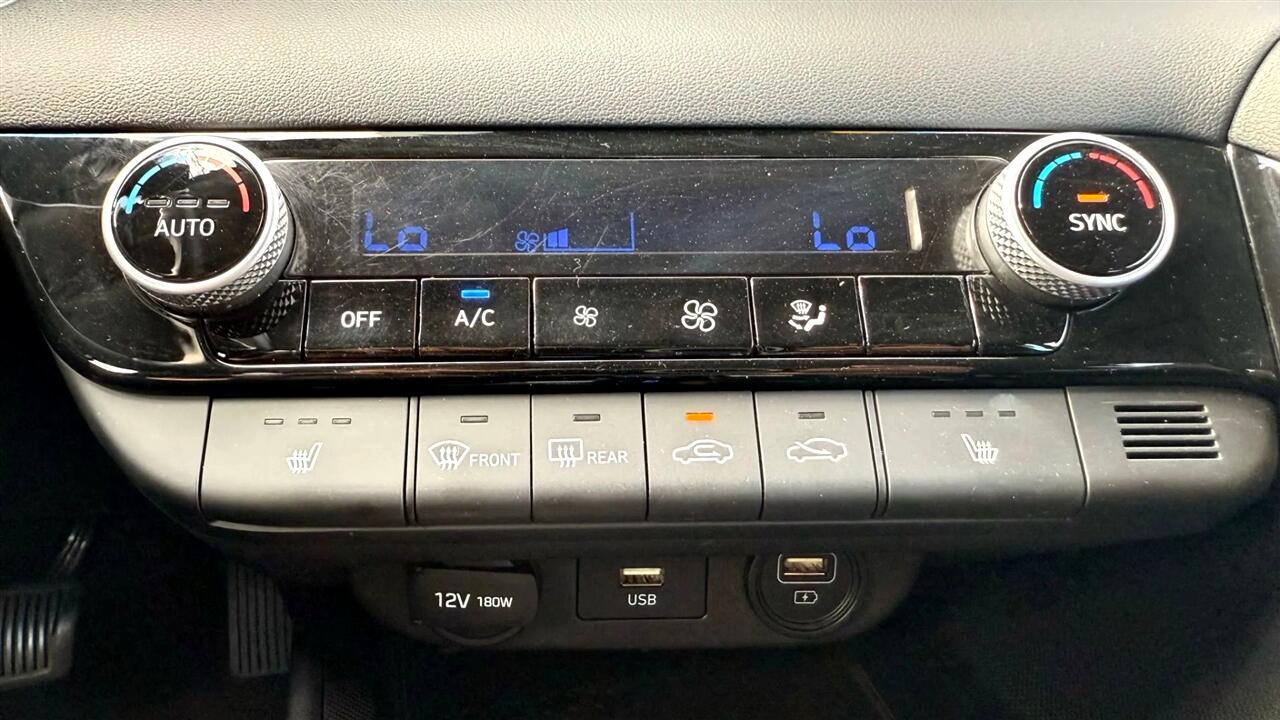 AUTO
Lo
Lo
SYNC
OFF
A/C
FRONT
REAR
12V 180W
USB